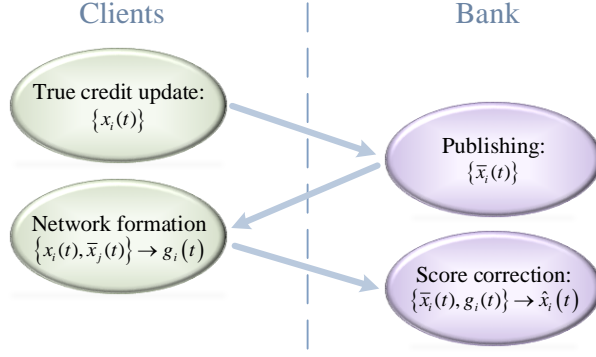 Clients
Bank
True credit update:
{x_i(t)}
Publishing:
{x̄_i(t)}
Network formation
{x_i(t), x̄_j(t)} → g_i(t)
Score correction:
{x̄_i(t), g_i(t)} → x̂_i(t)